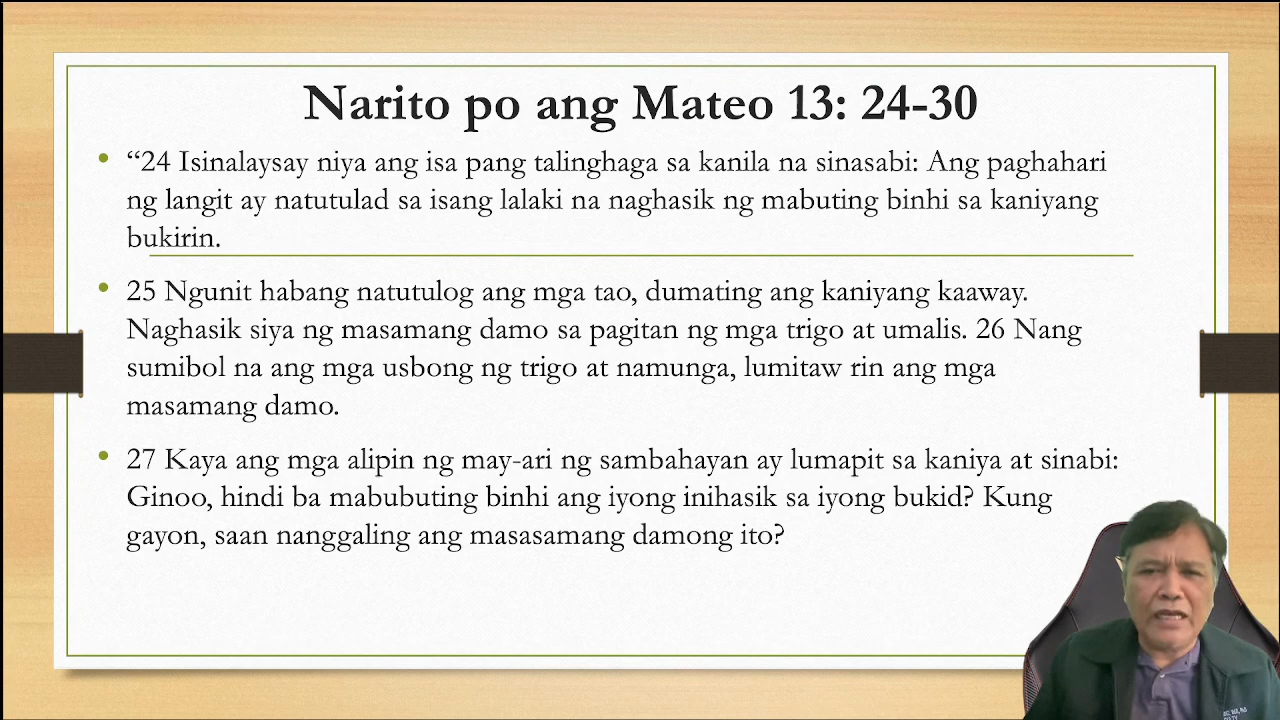 Narito po ang Mateo 13: 24-30
• “24 Isinalaysay niya ang isa pang talinghaga sa kanila na sinasabi: Ang paghahari
ng langit ay natutulad sa isang lalaki na naghasik ng mabuting binhi sa kaniyang
bukirin.
• 25 Ngunit habang natutulog ang mga tao, dumating ang kaniyang kaaway.
Naghasik siya ng masamang damo sa pagitan ng mga trigo at umalis. 26 Nang
sumibol na ang mga usbong ng trigo at namunga, lumitaw rin ang mga
masamang damo.
• 27 Kaya ang mga alipin ng may-ari ng sambahayan ay lumapit sa kaniya at sinabi:
Ginoo, hindi ba mabubuting binhi ang iyong inihasik sa iyong bukid? Kung
gayon, saan nanggaling ang masasamang damong ito?